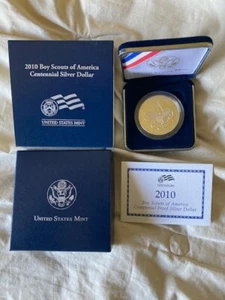 2010 Boy Scouts of America
Centennial Silver Dollar
UNITED STATES MINT
UNITED STATES MINT
2010
Boy Scouts of America
Centennial Proof Silver Dollar